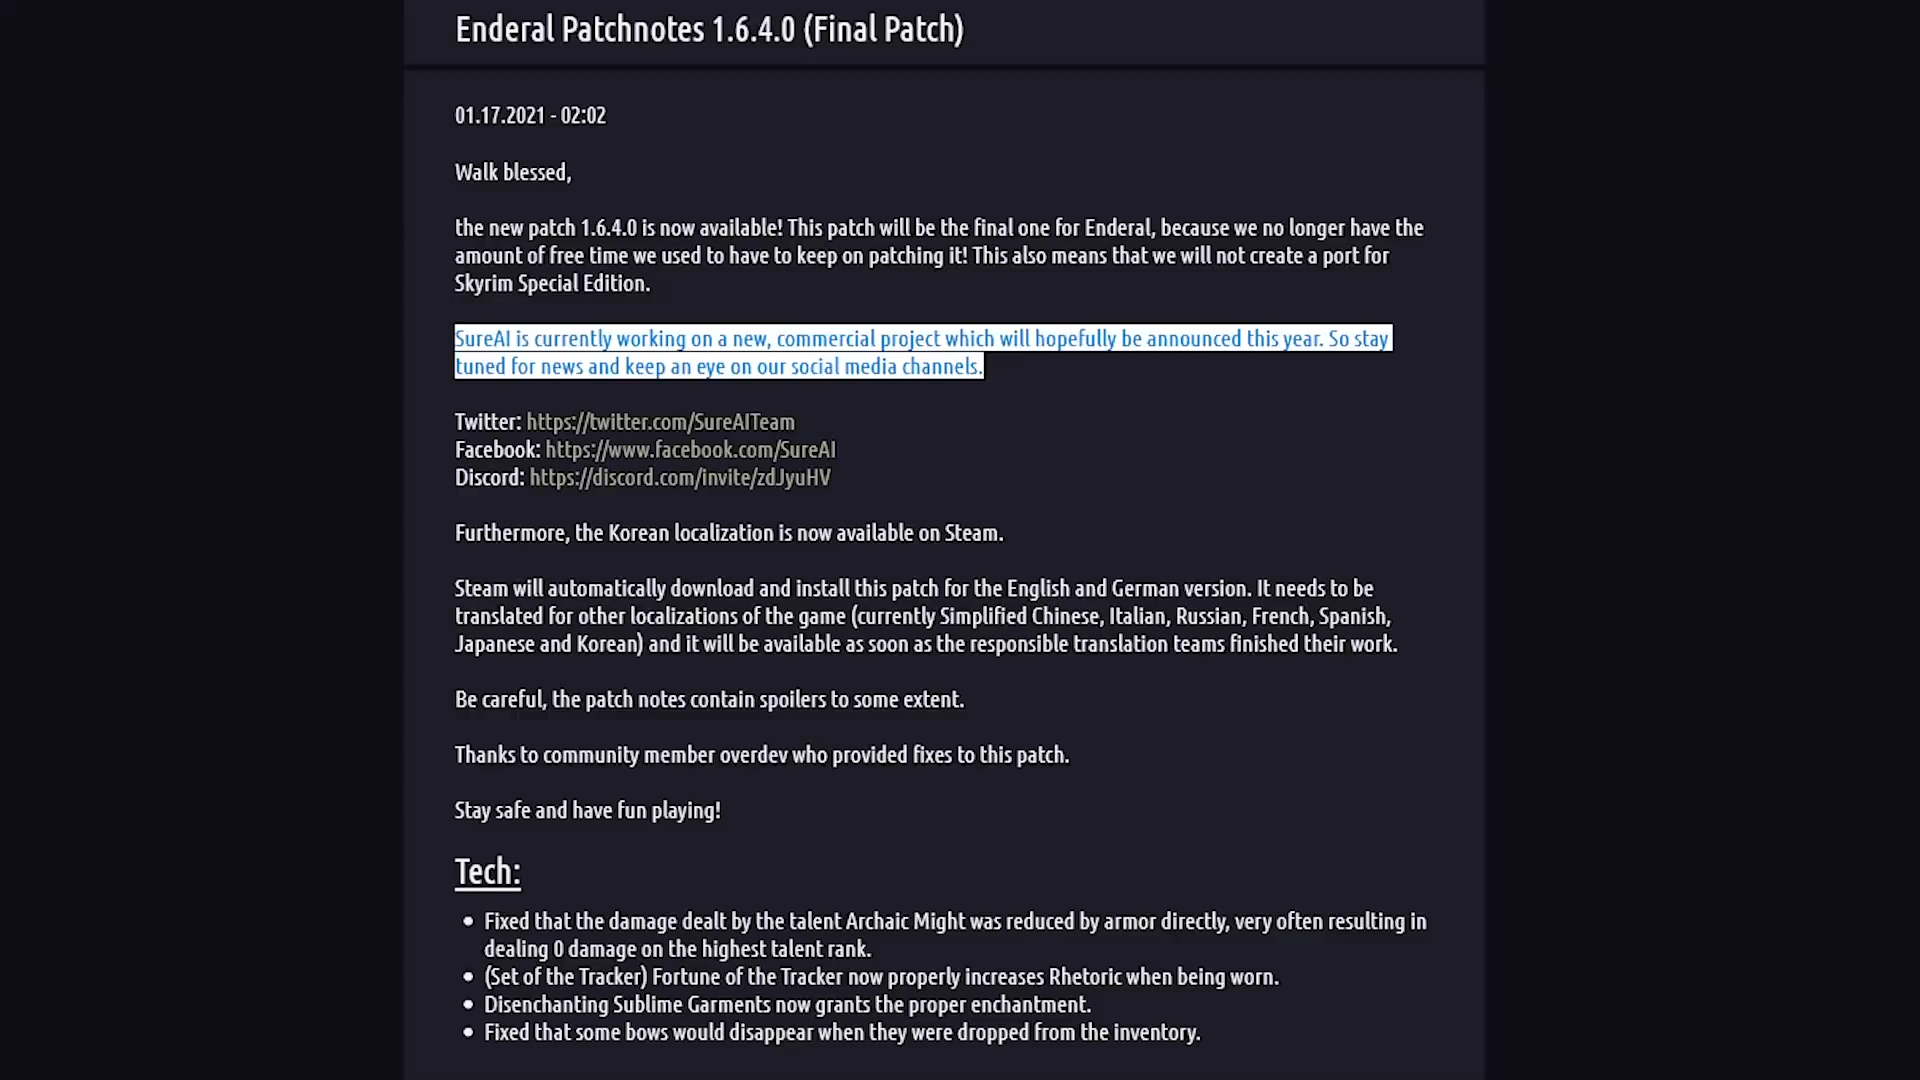 Enderal Patchnotes 1.6.4.0 (Final Patch)
01.17.2021 - 02:02
Walk blessed,
the new patch 1.6.4.0 is now available! This patch will be the final one for Enderal, because we no longer have the
amount of free time we used to have to keep on patching it! This also means that we will not create a port for
Skyrim Special Edition.
SureAI is currently working on a new, commercial project which will hopefully be announced this year. So stay
tuned for news and keep an eye on our social media channels.
Twitter: https://twitter.com/SureAITeam
Facebook: https://www.facebook.com/SureAI
Discord: https://discord.com/invite/zdJyuHV
Furthermore, the Korean localization is now available on Steam.
Steam will automatically download and install this patch for the English and German version. It needs to be
translated for other localizations of the game (currently Simplified Chinese, Italian, Russian, French, Spanish,
Japanese and Korean) and it will be available as soon as the responsible translation teams finished their work.
Be careful, the patch notes contain spoilers to some extent.
Thanks to community member overdev who provided fixes to this patch.
Stay safe and have fun playing!
Tech:
• Fixed that the damage dealt by the talent Archaic Might was reduced by armor directly, very often resulting in
dealing 0 damage on the highest talent rank.
• (Set of the Tracker) Fortune of the Tracker now properly increases Rhetoric when being worn.
• Disenchanting Sublime Garments now grants the proper enchantment.
• Fixed that some bows would disappear when they were dropped from the inventory.